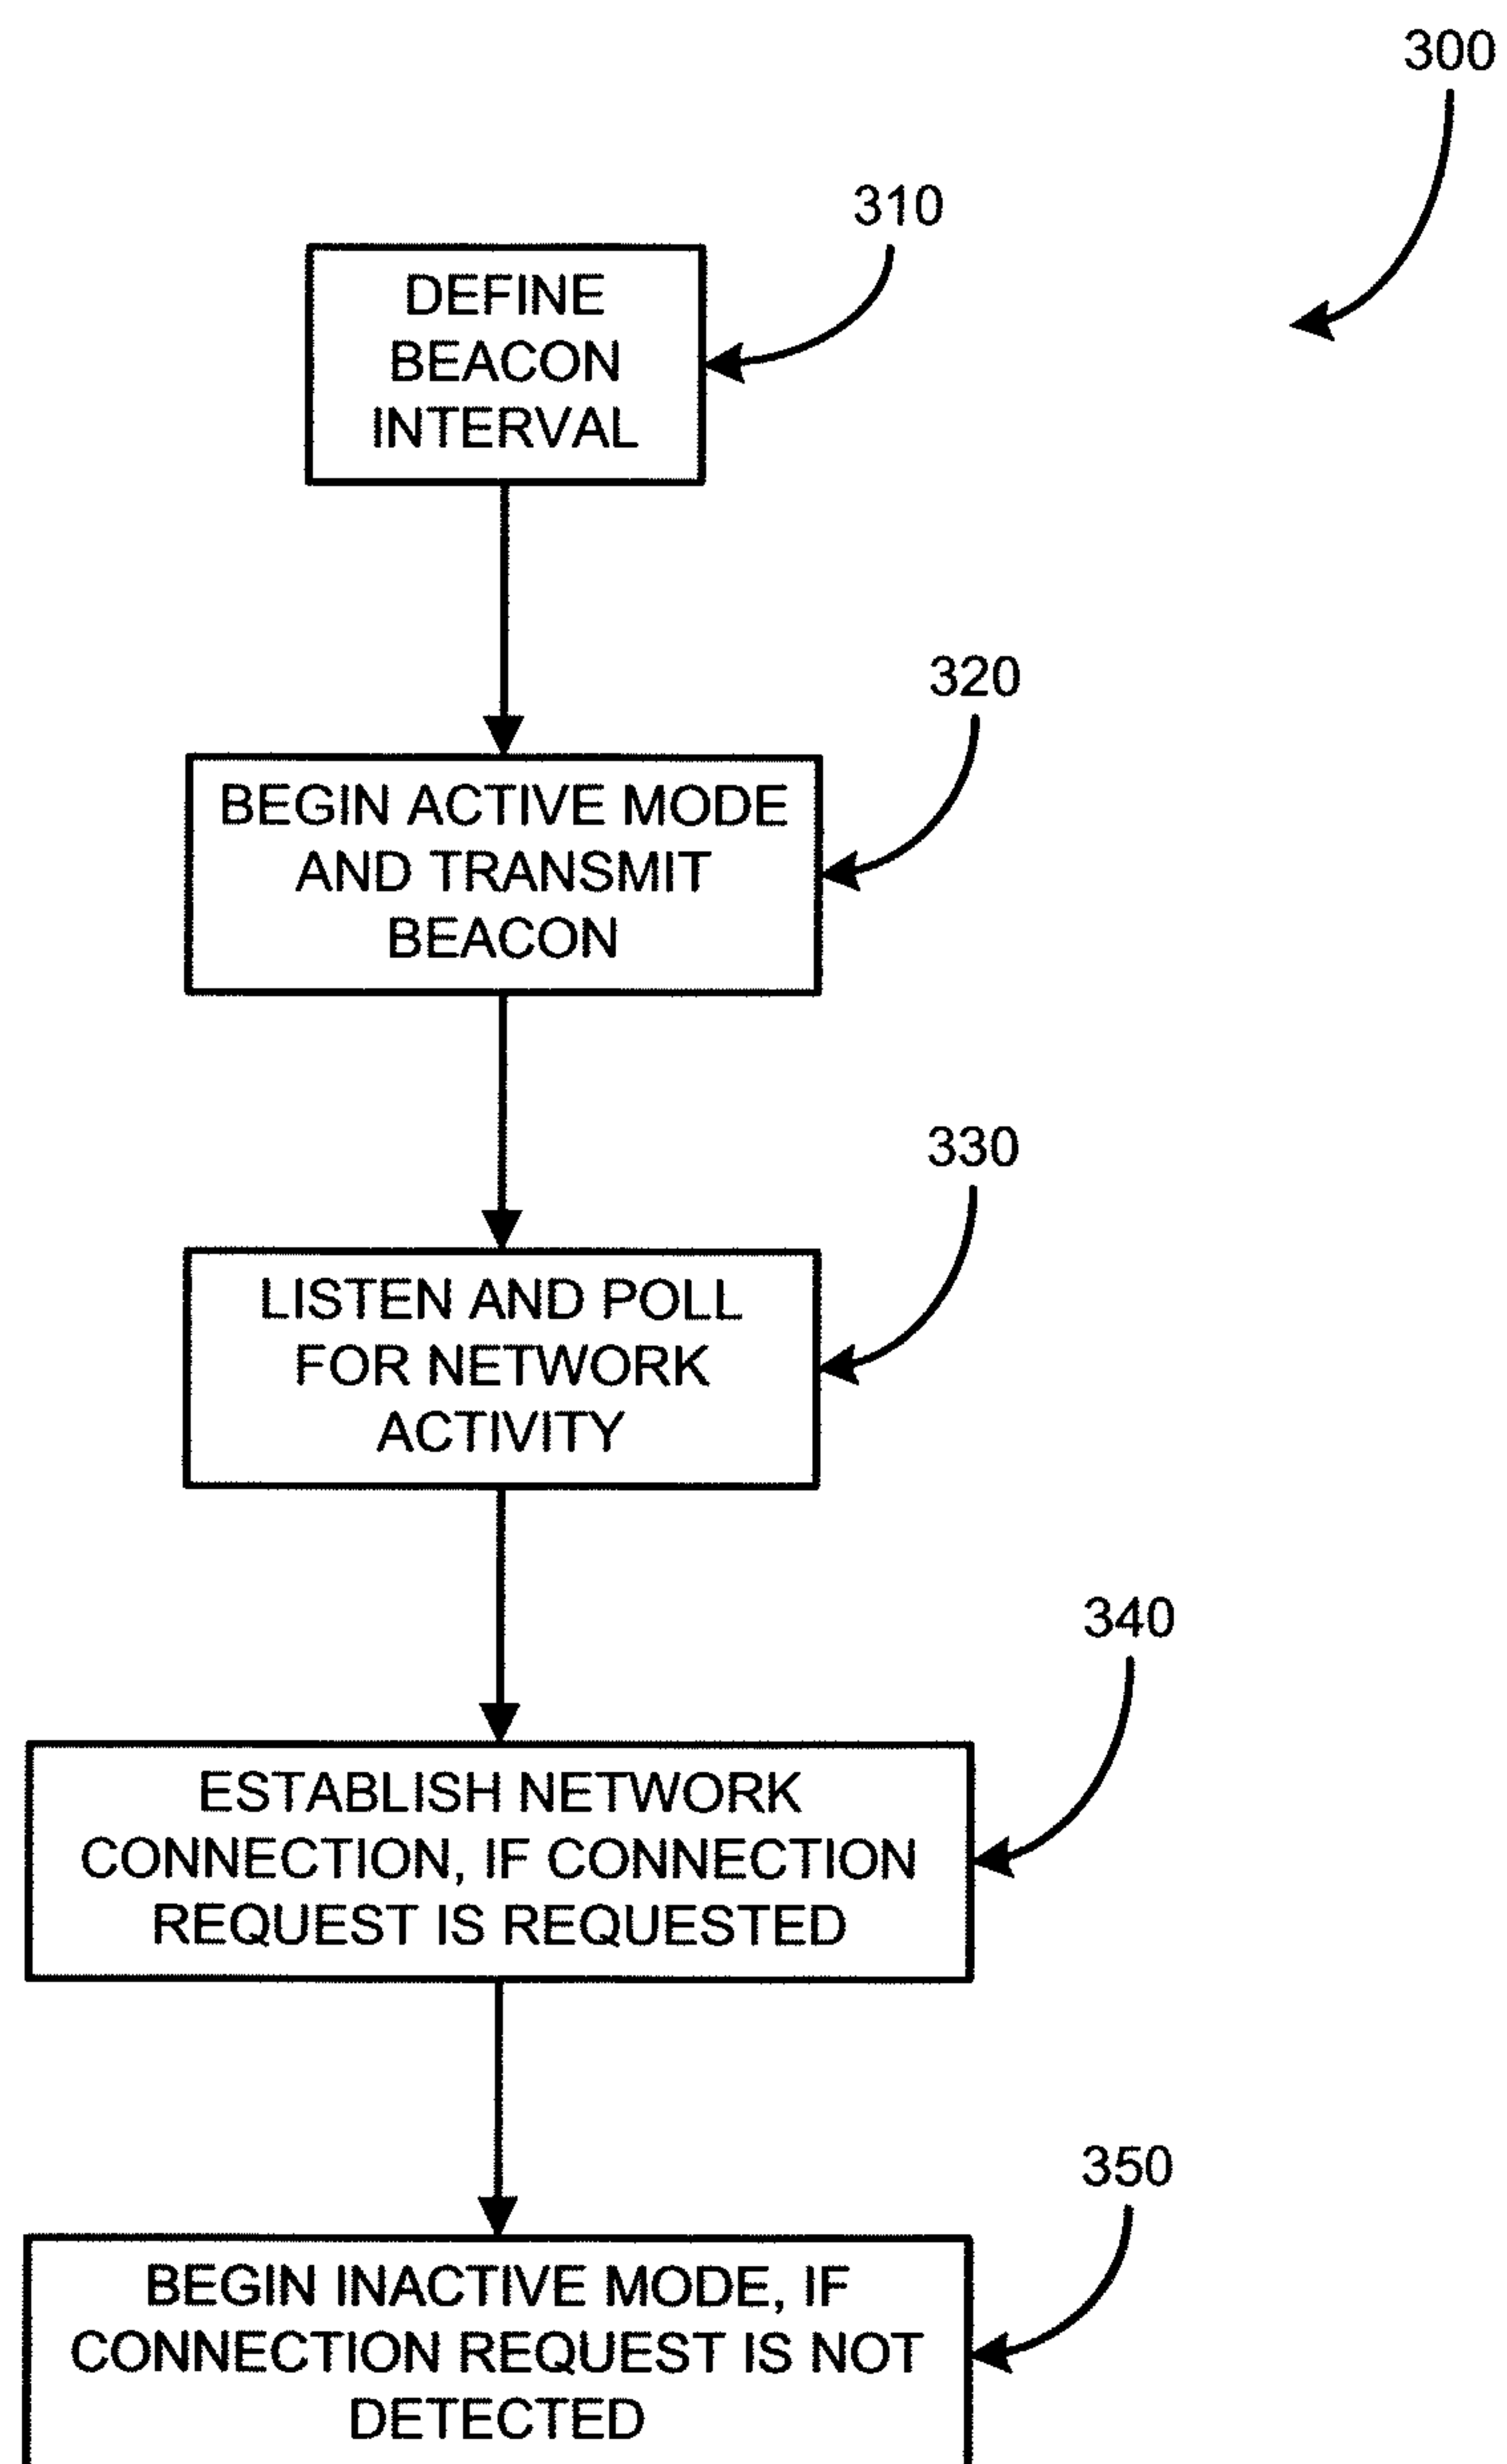 300
310
DEFINE
BEACON
INTERVAL
320
BEGIN ACTIVE MODE
AND TRANSMIT
BEACON
330
LISTEN AND POLL
FOR NETWORK
ACTIVITY
340
ESTABLISH NETWORK
CONNECTION, IF CONNECTION
REQUEST IS REQUESTED
350
BEGIN INACTIVE MODE, IF
CONNECTION REQUEST IS NOT
DETECTED